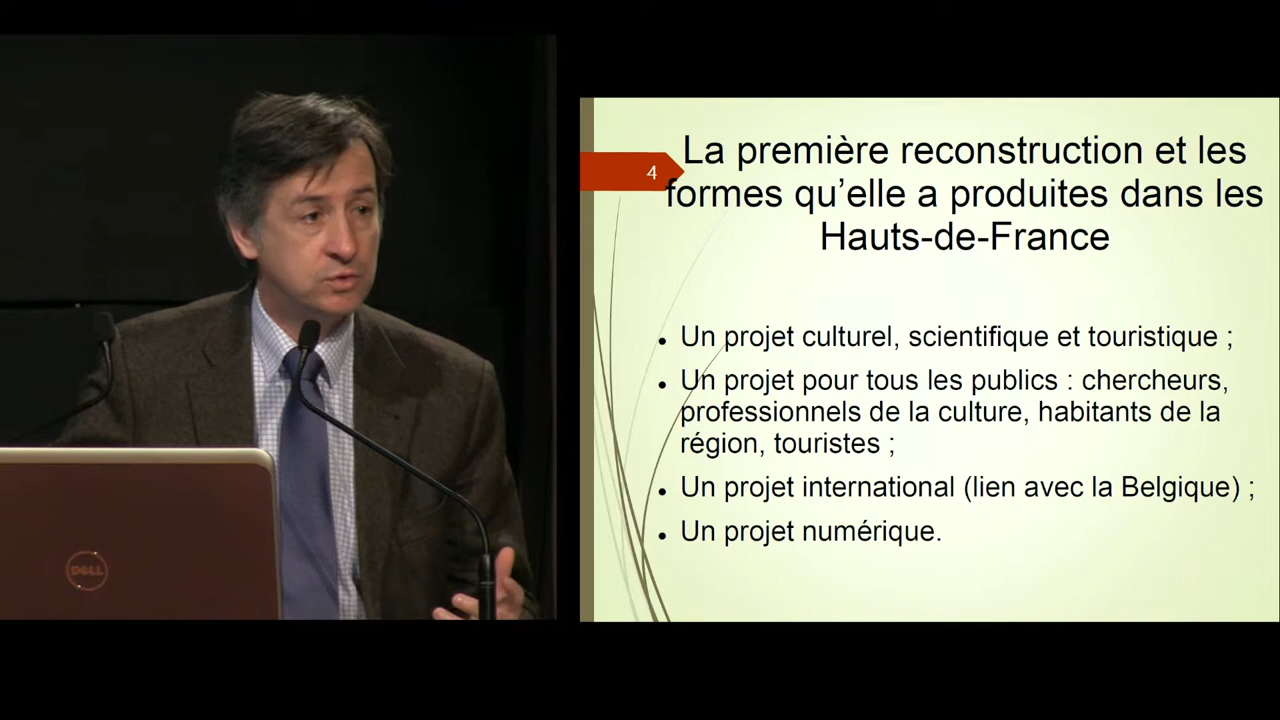 4
La première reconstruction et les
formes qu’elle a produites dans les
Hauts-de-France
• Un projet culturel, scientifique et touristique ;
• Un projet pour tous les publics : chercheurs,
professionnels de la culture, habitants de la
région, touristes ;
• Un projet international (lien avec la Belgique) ;
• Un projet numérique.
DELL